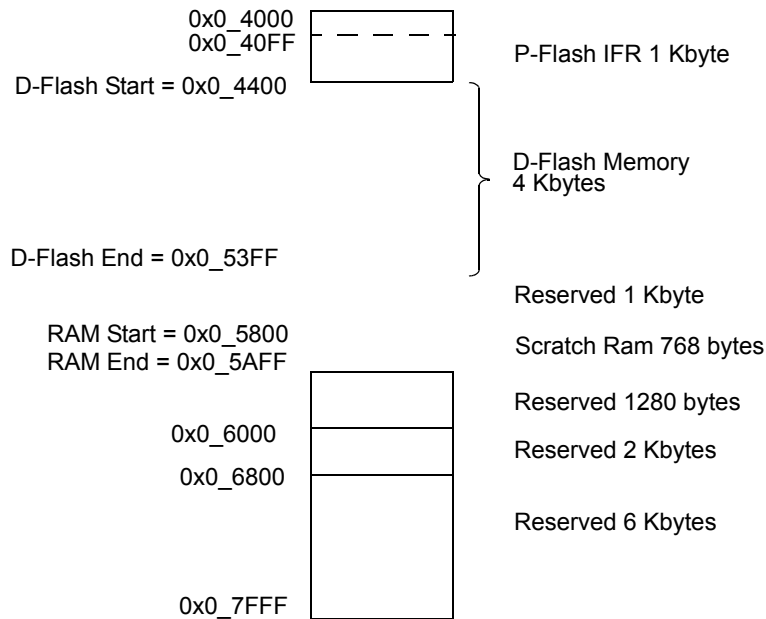 0x0_4000
0x0_40FF
P-Flash IFR 1 Kbyte
D-Flash Start = 0x0_4400
D-Flash Memory
4 Kbytes
D-Flash End = 0x0_53FF
Reserved 1 Kbyte
RAM Start = 0x0_5800
Scratch Ram 768 bytes
RAM End = 0x0_5AFF
Reserved 1280 bytes
0x0_6000
Reserved 2 Kbytes
0x0_6800
Reserved 6 Kbytes
0x0_7FFF